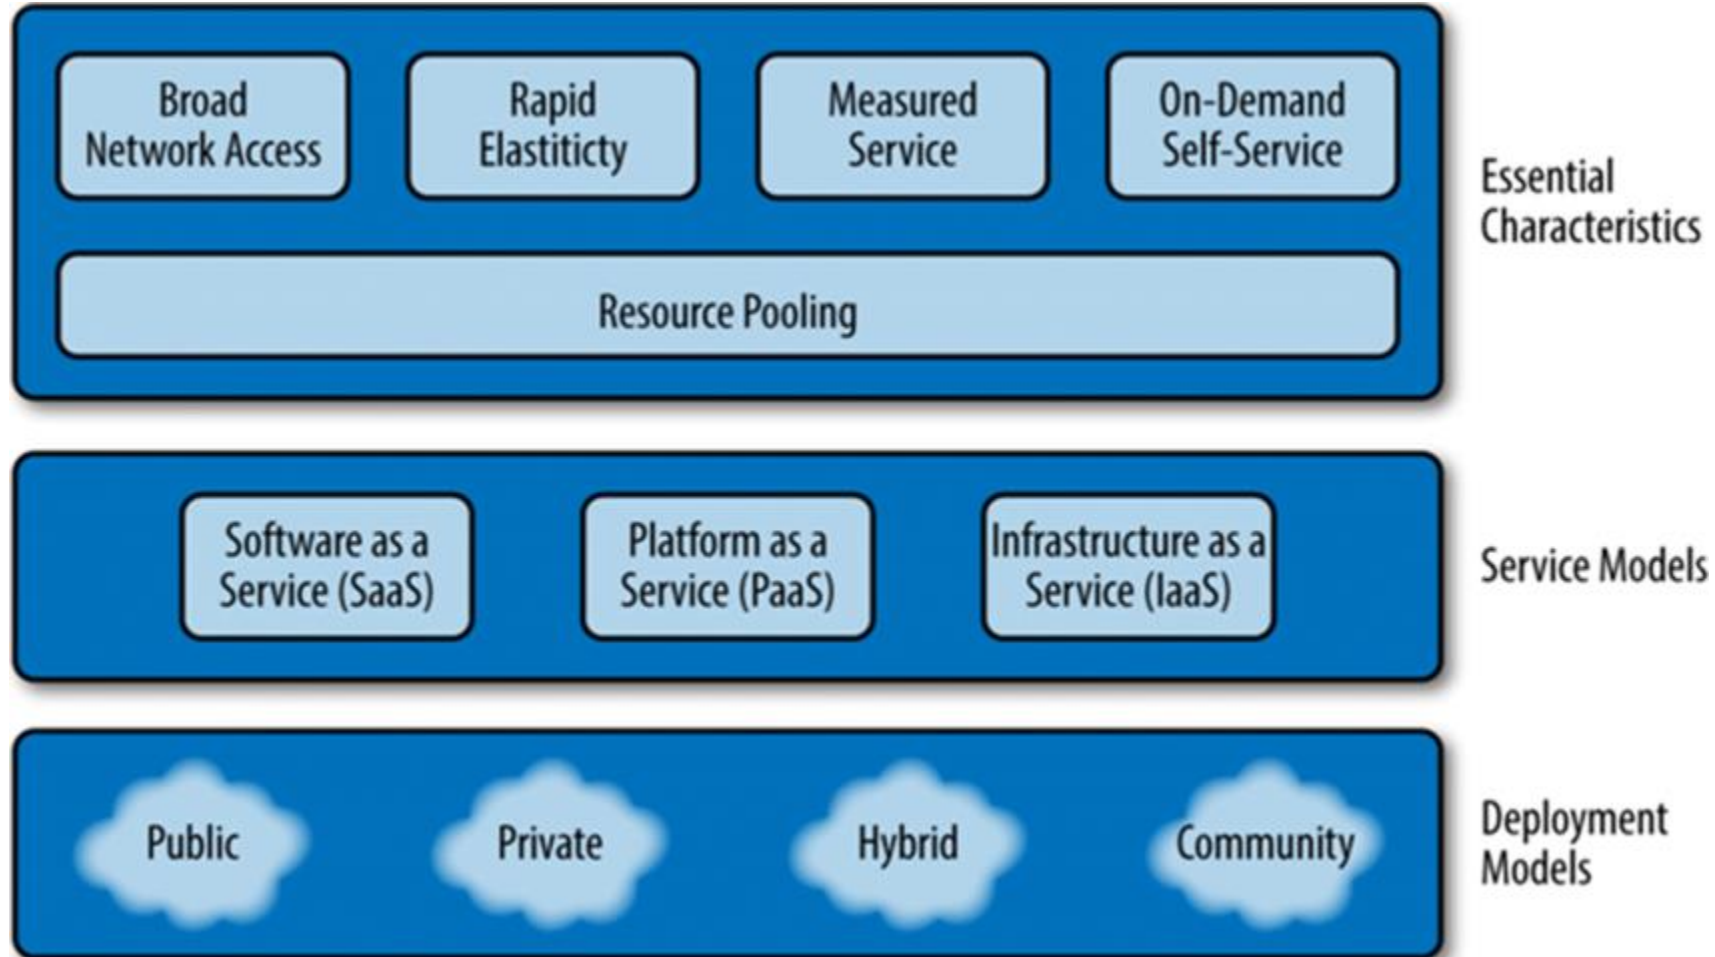 Broad
Network Access
Rapid
Elastiticty
Measured
Service
On-Demand
Self-Service
Resource Pooling
Essential
Characteristics
Software as a
Service (SaaS)
Platform as a
Service (PaaS)
Infrastructure as a
Service (IaaS)
Service Models
Public
Private
Hybrid
Community
Deployment
Models